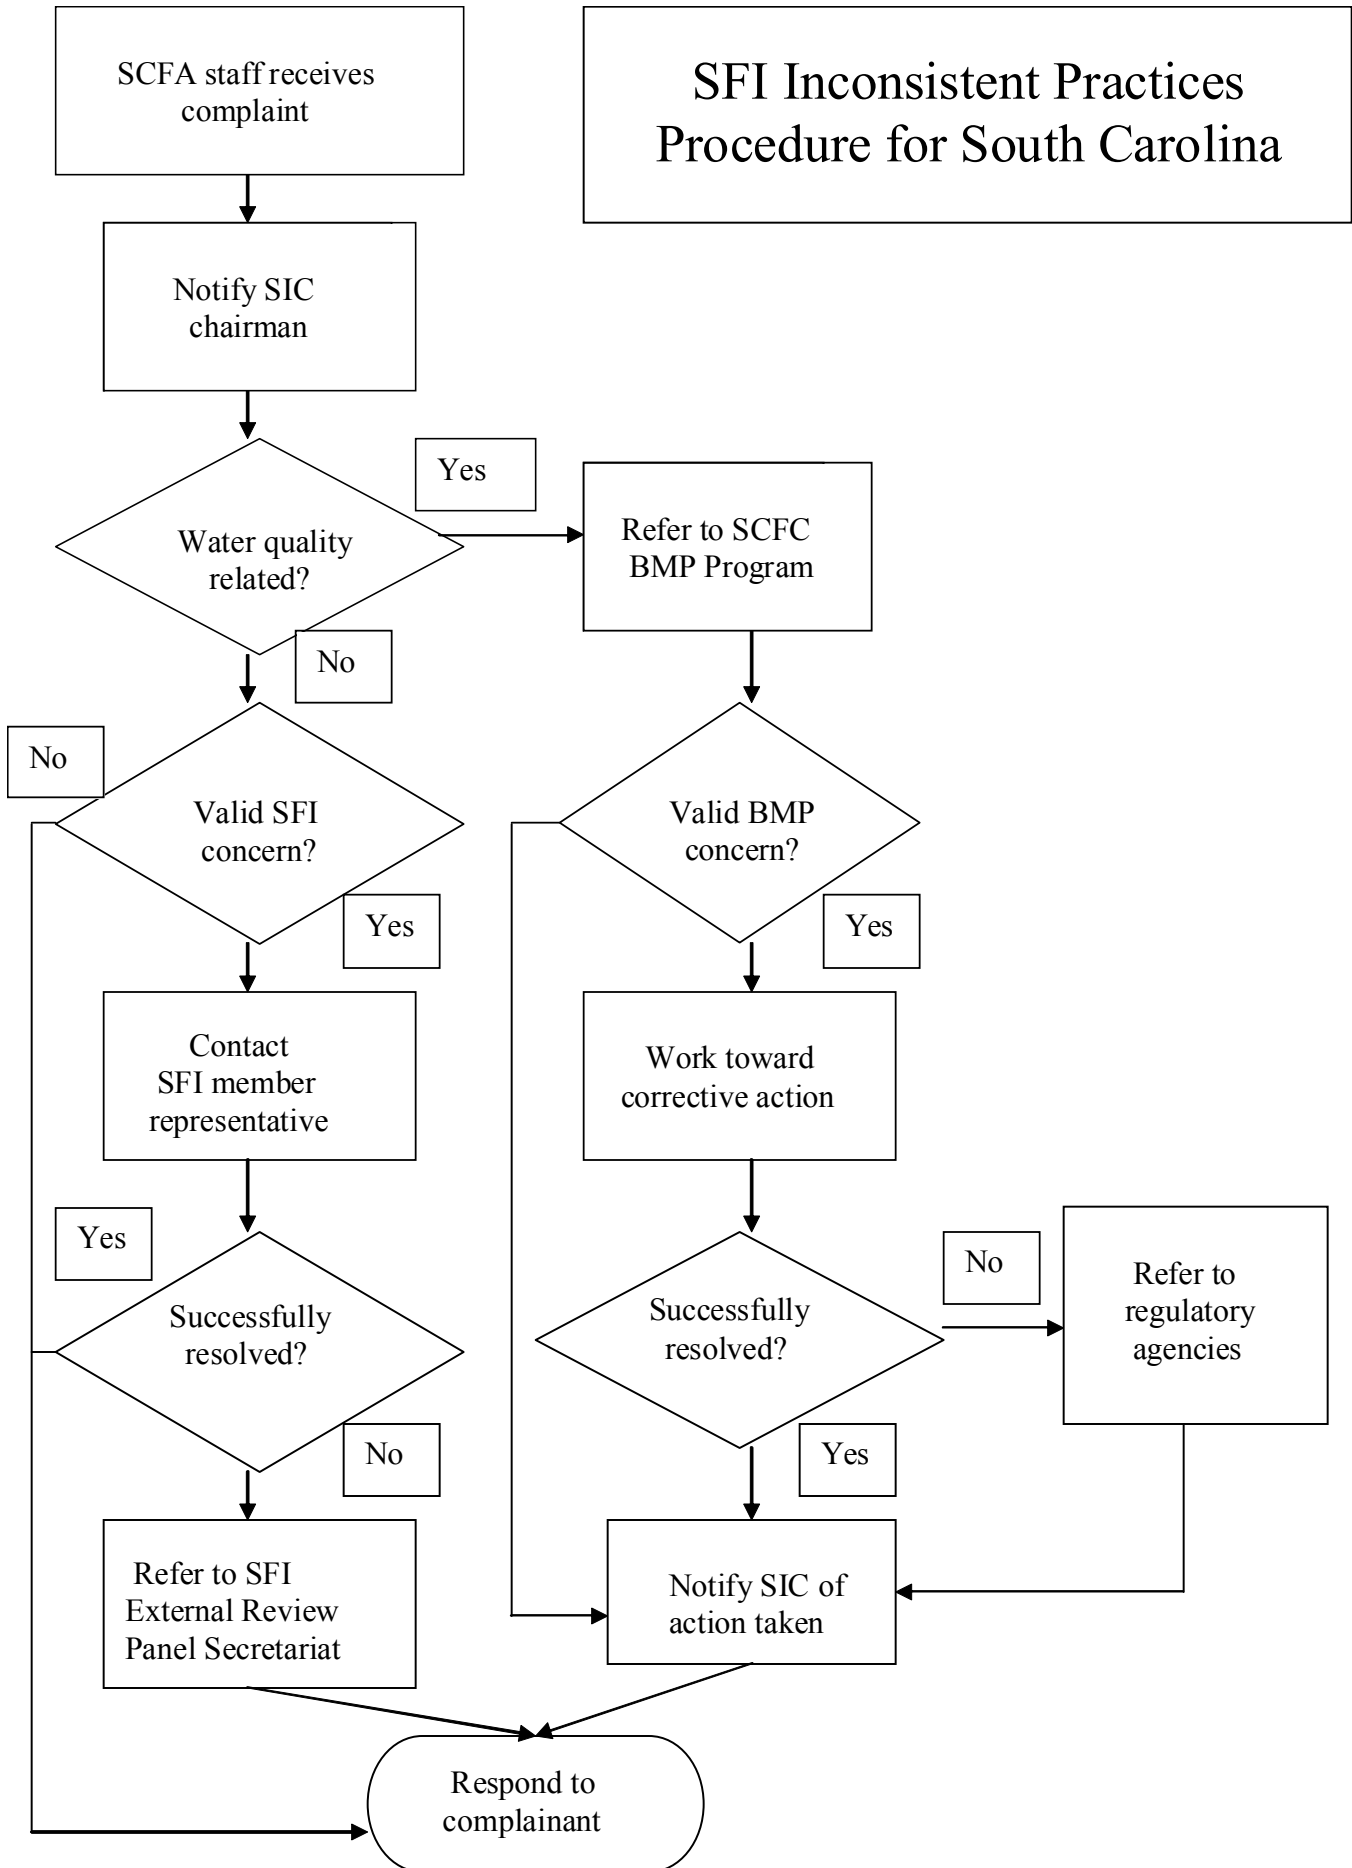 SCFA staff receives
complaint
SFI Inconsistent Practices
Procedure for South Carolina
Notify SIC
chairman
Yes
Water quality
related?
Refer to SCFC
BMP Program
No
No
Valid SFI
concern?
Valid BMP
concern?
Yes
Yes
Contact
SFI member
representative
Work toward
corrective action
Yes
Successfully
resolved?
Successfully
resolved?
No
Refer to
regulatory
agencies
No
Yes
Refer to SFI
External Review
Panel Secretariat
Notify SIC of
action taken
Respond to
complainant